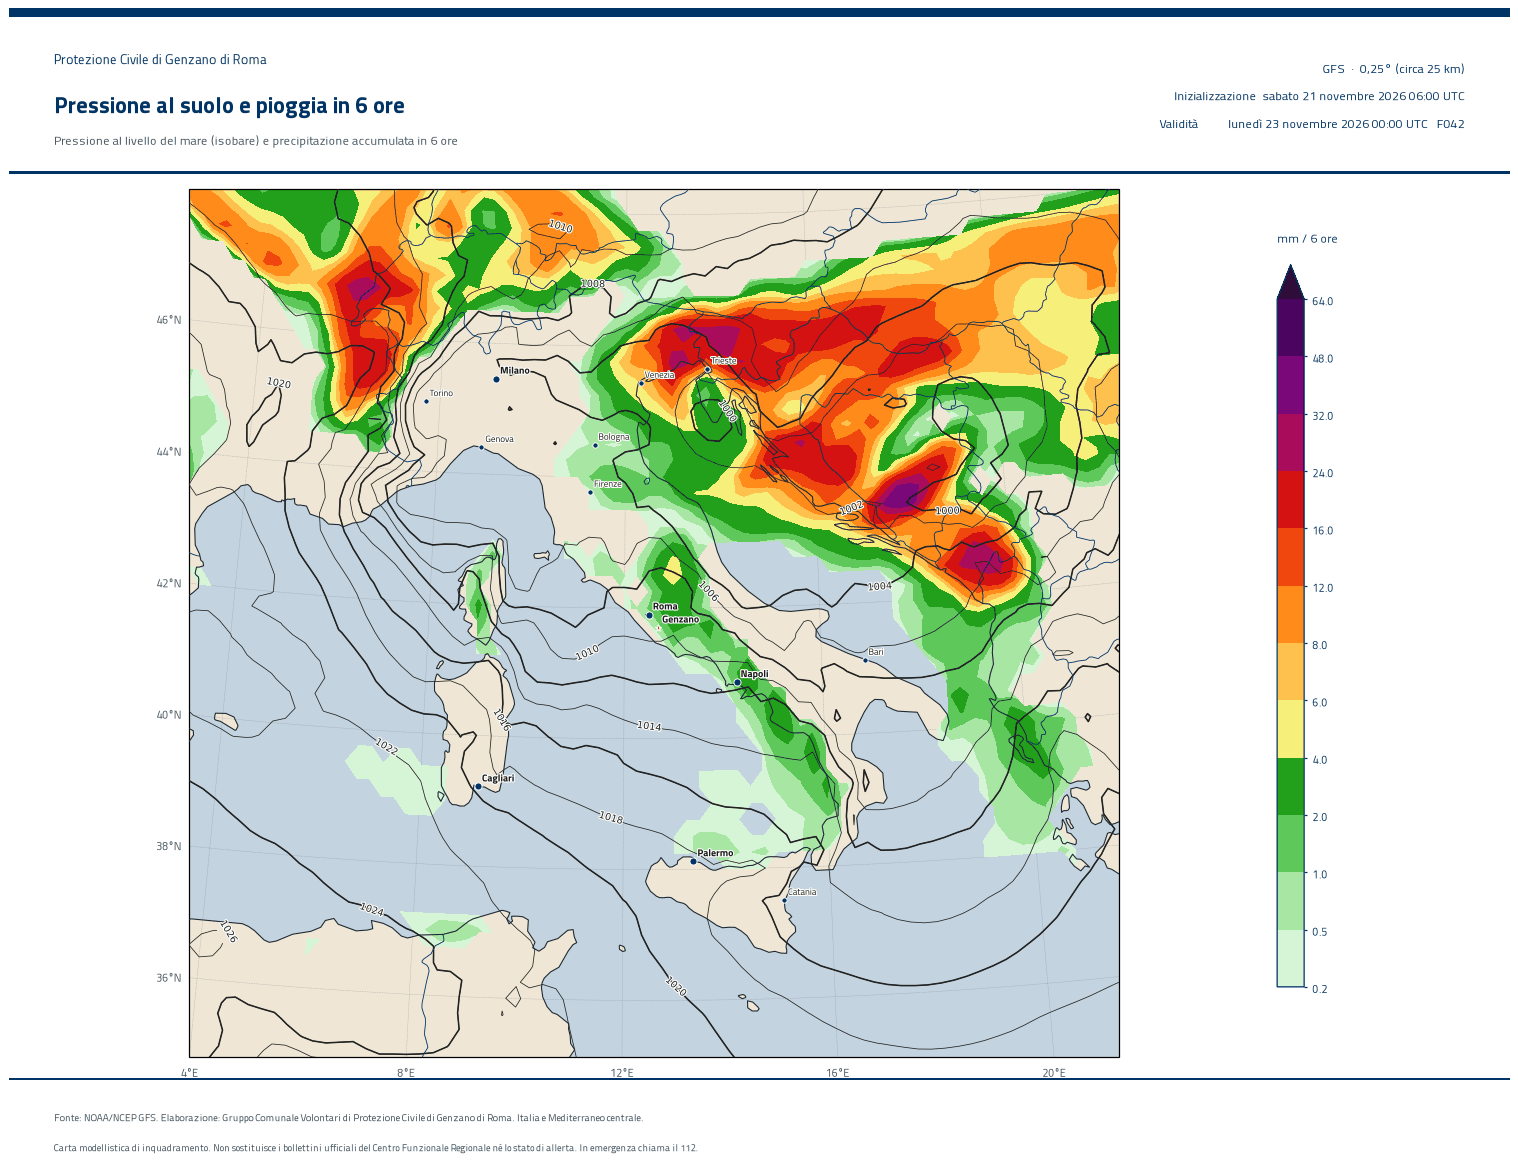 Protezione Civile di Genzano di Roma
Pressione al suolo e pioggia in 6 ore
Pressione al livello del mare (isobare) e precipitazione accumulata in 6 ore
GFS · 0,25° (circa 25 km)
Inizializzazione sabato 21 novembre 2026 06:00 UTC
Validità lunedì 23 novembre 2026 00:00 UTC F042
mm / 6 ore
64.0
48.0
32.0
24.0
16.0
12.0
8.0
6.0
4.0
2.0
1.0
0.5
0.2
46°N
44°N
42°N
40°N
38°N
36°N
4°E
8°E
12°E
16°E
20°E
1010
1008
1020
Milano
Torino
Trieste
Venezia
1000
Genova
Bologna
Firenze
1002
1000
1004
1006
Roma
Genzano
1010
Bari
Napoli
1016
1014
1022
Cagliari
1018
Palermo
Catania
1024
1026
1020
Fonte: NOAA/NCEP GFS. Elaborazione: Gruppo Comunale Volontari di Protezione Civile di Genzano di Roma. Italia e Mediterraneo centrale.
Carta modellistica di inquadramento. Non sostituisce i bollettini ufficiali del Centro Funzionale Regionale né lo stato di allerta. In emergenza chiama il 112.